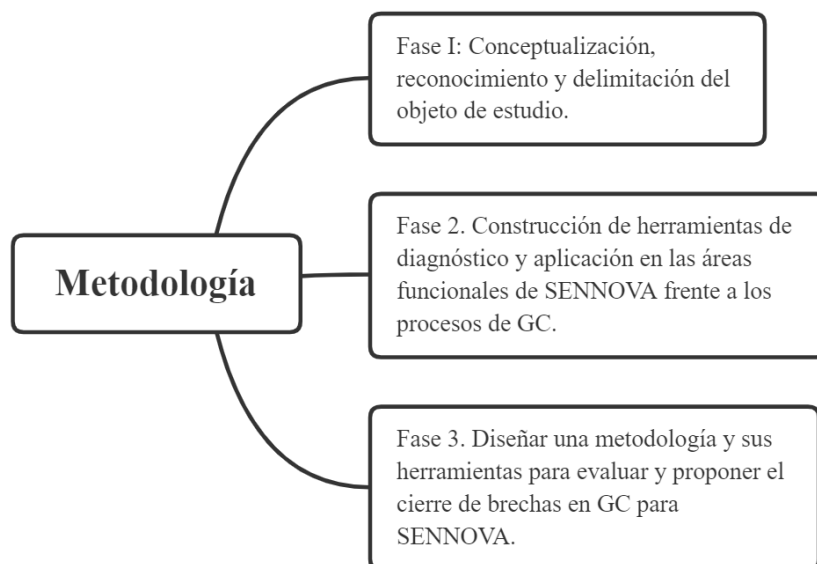 Fase I: Conceptualización,
reconocimiento y delimitación del
objeto de estudio.
Metodología
Fase 2. Construcción de herramientas de
diagnóstico y aplicación en las áreas
funcionales de SENNOVA frente a los
procesos de GC.
Fase 3. Diseñar una metodología y sus
herramientas para evaluar y proponer el
cierre de brechas en GC para
SENNOVA.